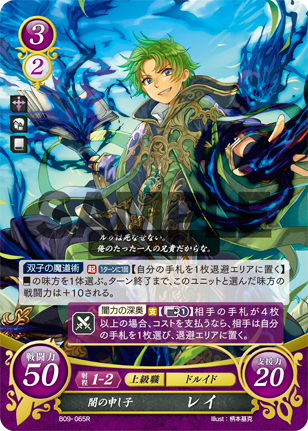 3
2
SAMPLE
ルゥは死なせない。
俺のたった一人の兄貴だからな。
双子の魔道術 起 1ターンに1回 【自分の手札を1枚退避エリアに置く】
の味方を1体選ぶ。ターン終了まで、このユニットと選んだ味方の
戦闘力は+10される。
闇力の深奥 支 【1】相手の手札が4枚
以上の場合、コストを支払うなら、相手は自分
の手札を1枚選び、退避エリアに置く。
戦闘力
50
射程 1-2 上級職 ドルイド
支援力
20
闇の申し子 レイ
B09-065R
Illust：柄本基克